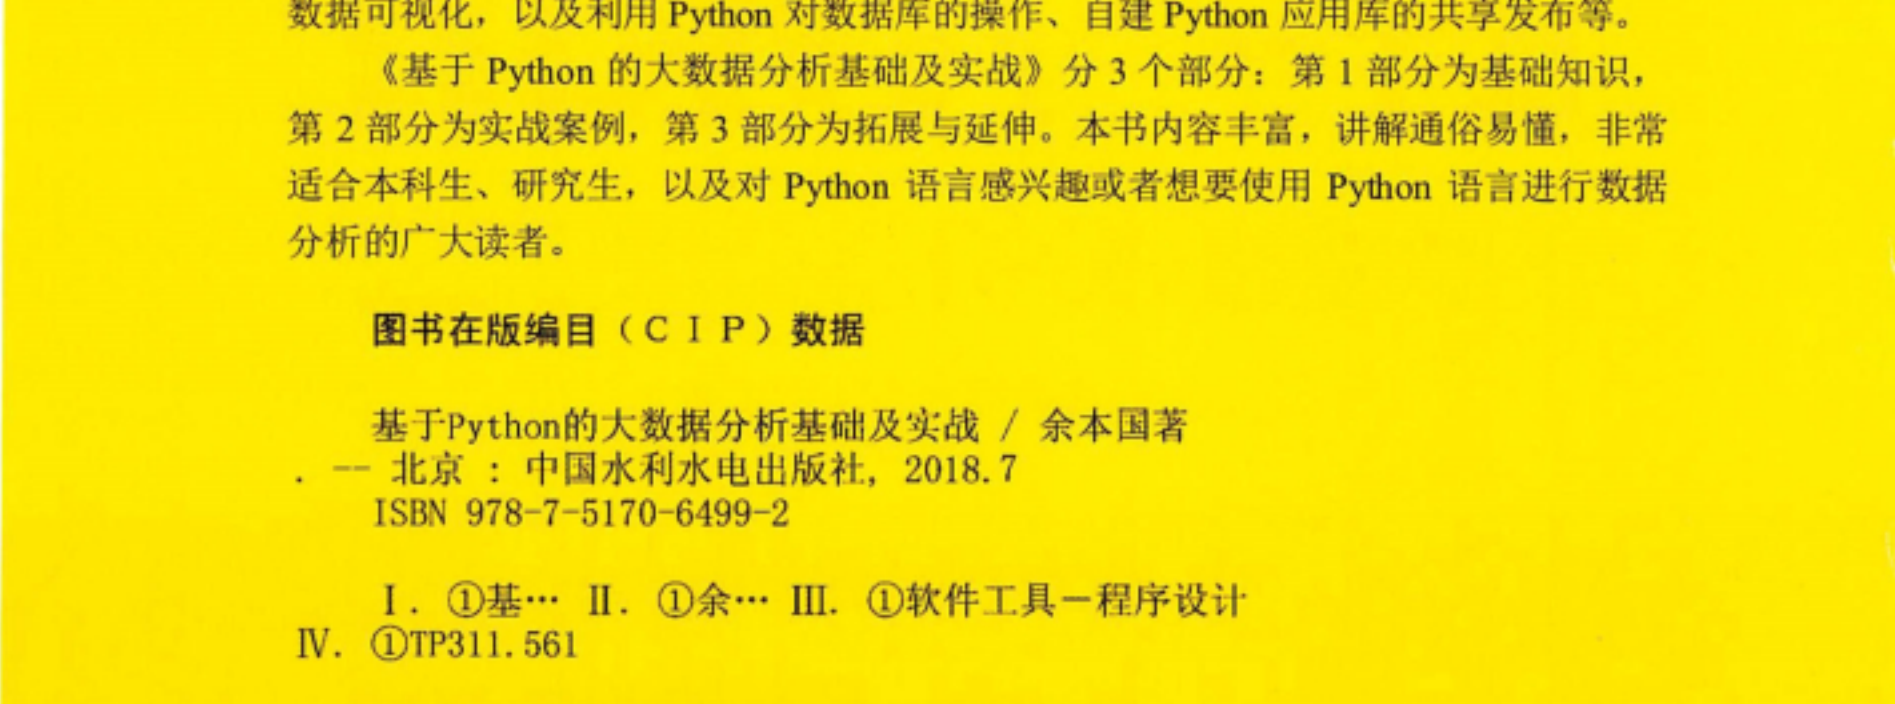 数据可视化，以及利用 Python 对数据库的操作、自建 Python 应用库的共享发布等。
《基于 Python 的大数据分析基础及实战》分 3 个部分：第 1 部分为基础知识，
第 2 部分为实战案例，第 3 部分为拓展与延伸。本书内容丰富，讲解通俗易懂，非常
适合本科生、研究生，以及对 Python 语言感兴趣或者想要使用 Python 语言进行数据
分析的广大读者。
图书在版编目（ＣＩＰ）数据
基于Python的大数据分析基础及实战 / 余本国著
. -- 北京 : 中国水利水电出版社, 2018.7
ISBN 978-7-5170-6499-2
Ⅰ. ①基… Ⅱ. ①余… Ⅲ. ①软件工具－程序设计
Ⅳ. ①TP311.561